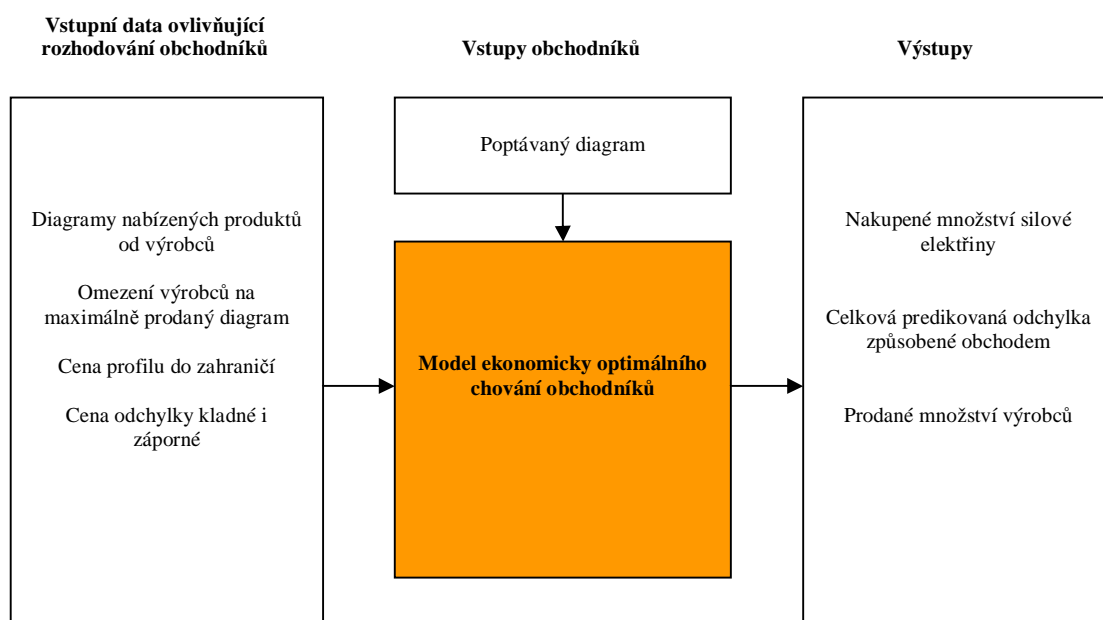 Vstupní data ovlivňující
rozhodování obchodníků
Vstupy obchodníků
Výstupy
Poptávaný diagram
Diagramy nabízených produktů
od výrobců
Omezení výrobců na
maximálně prodaný diagram
Cena profilu do zahraničí
Cena odchylky kladné i
záporné
Model ekonomicky optimálního
chování obchodníků
Nakupené množství silové
elektřiny
Celková predikovaná odchylka
způsobené obchodem
Prodané množství výrobců